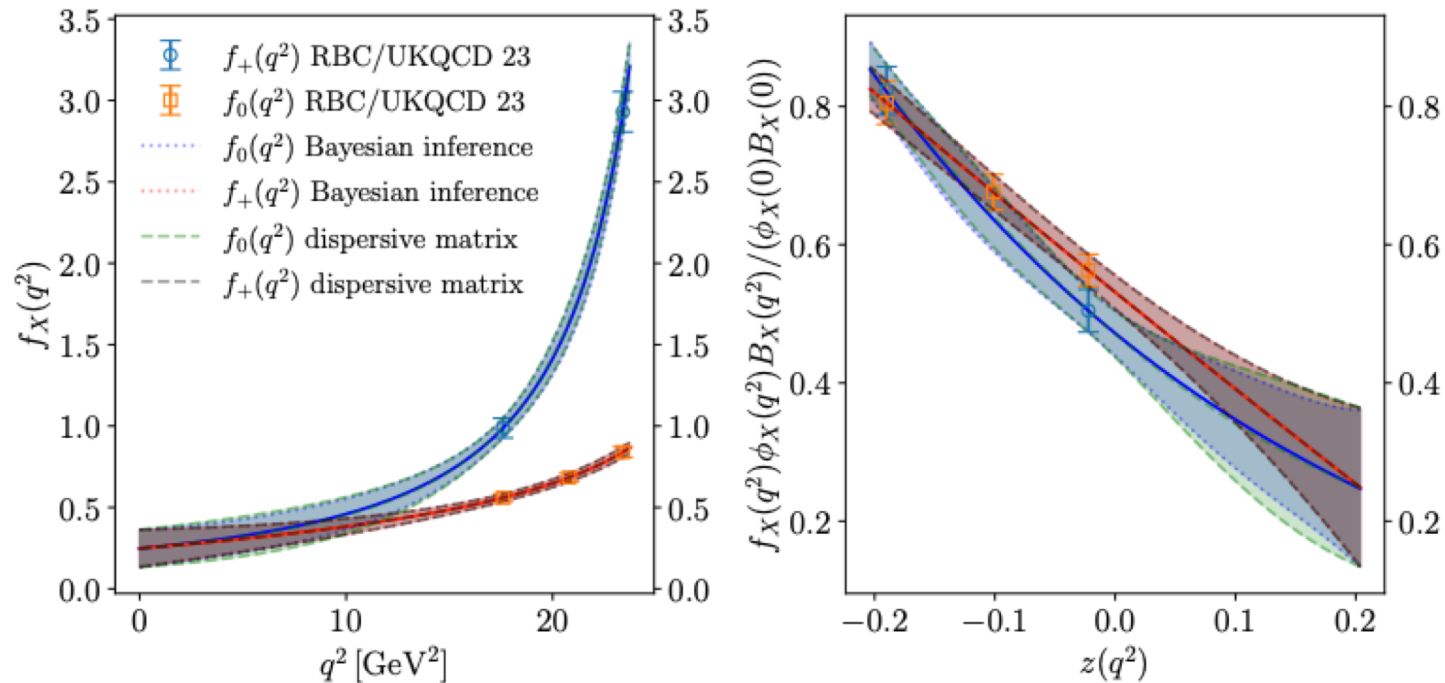 3.5
3.0
2.5
2.0
1.5
1.0
0.5
0.0
f_X(q^2)
f_+(q^2) RBC/UKQCD 23
f_0(q^2) RBC/UKQCD 23
f_0(q^2) Bayesian inference
f_+(q^2) Bayesian inference
f_0(q^2) dispersive matrix
f_+(q^2) dispersive matrix
3.5
3.0
2.5
2.0
1.5
1.0
0.5
0.0
0 10 20
q^2 [GeV^2]
f_X(q^2)ϕ_X(q^2)B_X(q^2)/(ϕ_X(0)B_X(0))
0.8
0.6
0.4
0.2
0.8
0.6
0.4
0.2
−0.2 −0.1 0.0 0.1 0.2
z(q^2)